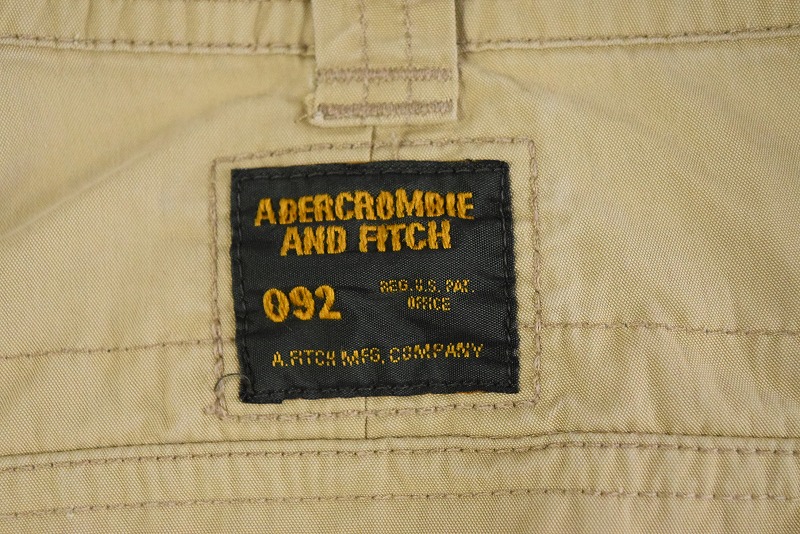 ABERCROMBIE
AND FITCH
092
REG. U.S. PAT.
OFFICE
A. FITCH MFG. COMPANY